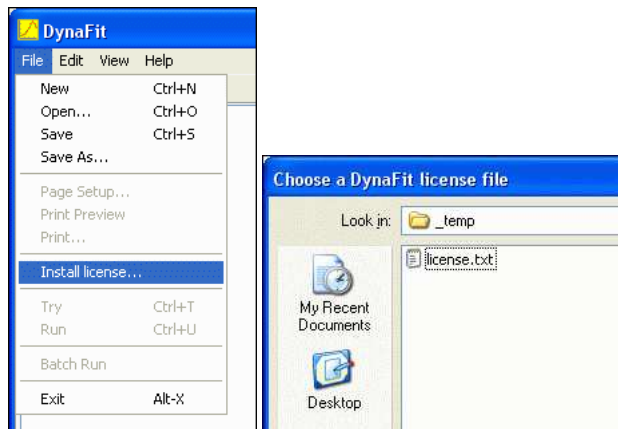 DynaFit
File Edit View Help
New Ctrl+N
Open... Ctrl+O
Save Ctrl+S
Save As...
Page Setup...
Print Preview
Print...
Install license...
Try Ctrl+T
Run Ctrl+U
Batch Run
Exit Alt-X
Choose a DynaFit license file
Look in: _temp
license.txt
My Recent
Documents
Desktop